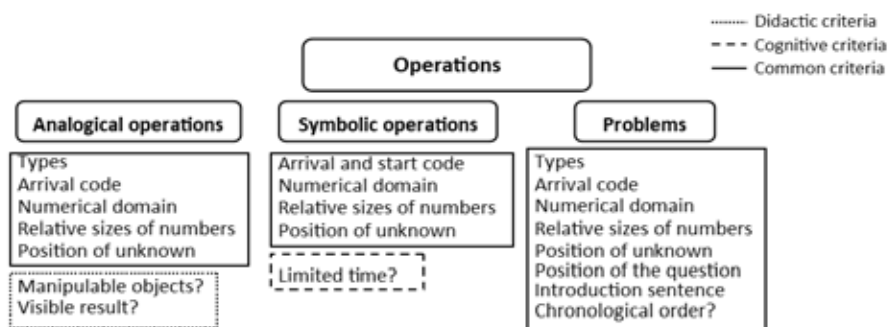 Didactic criteria
Cognitive criteria
Common criteria
Operations
Analogical operations
Types
Arrival code
Numerical domain
Relative sizes of numbers
Position of unknown
Manipulable objects?
Visible result?
Symbolic operations
Arrival and start code
Numerical domain
Relative sizes of numbers
Position of unknown
Limited time?
Problems
Types
Arrival code
Numerical domain
Relative sizes of numbers
Position of unknown
Position of the question
Introduction sentence
Chronological order?